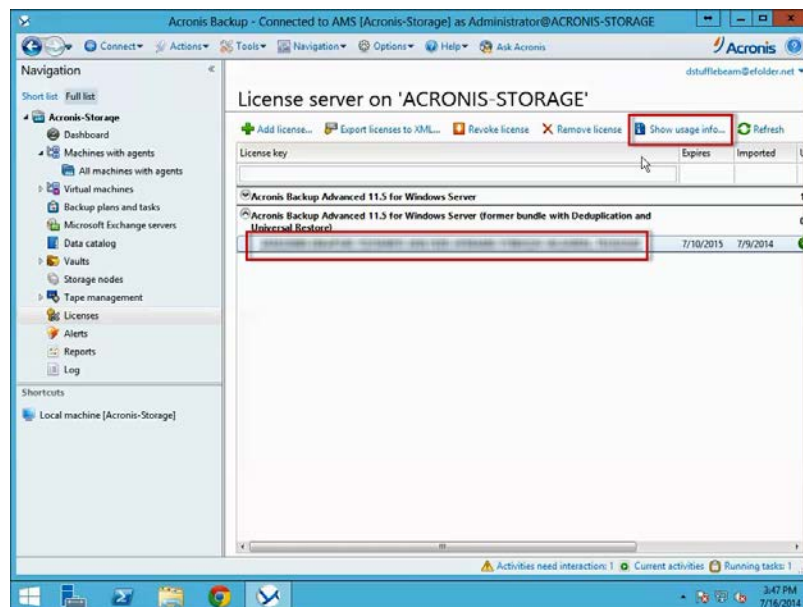 Acronis Backup - Connected to AMS [Acronis-Storage] as Administrator@ACRONIS-STORAGE
Connect Actions Tools Navigation Options Help Ask Acronis
Acronis
Navigation
dstufflebeam@efolder.net
Short list Full list
License server on 'ACRONIS-STORAGE'
Acronis-Storage
Dashboard
Machines with agents
All machines with agents
Virtual machines
Backup plans and tasks
Microsoft Exchange servers
Data catalog
Vaults
Storage nodes
Tape management
Licenses
Alerts
Reports
Log
Shortcuts
Local machine [Acronis-Storage]
Add license... Export licenses to XML... Revoke license Remove license Show usage info... Refresh
License key Expires Imported
Acronis Backup Advanced 11.5 for Windows Server
Acronis Backup Advanced 11.5 for Windows Server (former bundle with Deduplication and
Universal Restore)
7/10/2015 7/9/2014
Activities need interaction: 1 Current activities Running tasks: 1
3:47 PM
7/16/2014